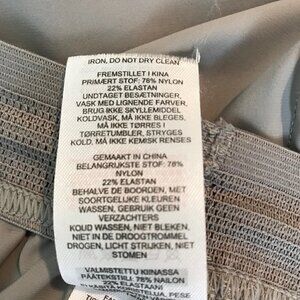 IRON, DO NOT DRY CLEAN
FREMSTILLET I KINA
PRIMÆRT STOF: 78% NYLON
22% ELASTAN
UNDTAGET BESÆTNINGER,
VASK MED LIGNENDE FARVER,
BRUG IKKE SKYLLEMIDDEL
KOLDVASK, MÅ IKKE BLEGES,
MÅ IKKE TØRRES I
TØRRETUMBLER, STRYGES
KOLD, MÅ IKKE KEMISK RENSES
GEMAAKT IN CHINA
BELANGRIJKSTE STOF: 78%
NYLON
22% ELASTAN
BEHALVE DE BOORDEN, MET
SOORTGELIJKE KLEUREN
WASSEN, GEBRUIK GEEN
VERZACHTERS
KOUD WASSEN, NIET BLEKEN,
NIET IN DE DROOGTROMMEL
DROGEN, LICHT STRIJKEN, NIET
STOMEN
VALMISTETTU KIINASSA
PÄÄTEKSTIILI: 78% NAILON
22% ELASTAANI